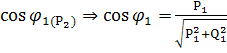 cos φ₁₍P₂₎ ⇒ cos φ₁ = P₁ / √(P₁² + Q₁²)